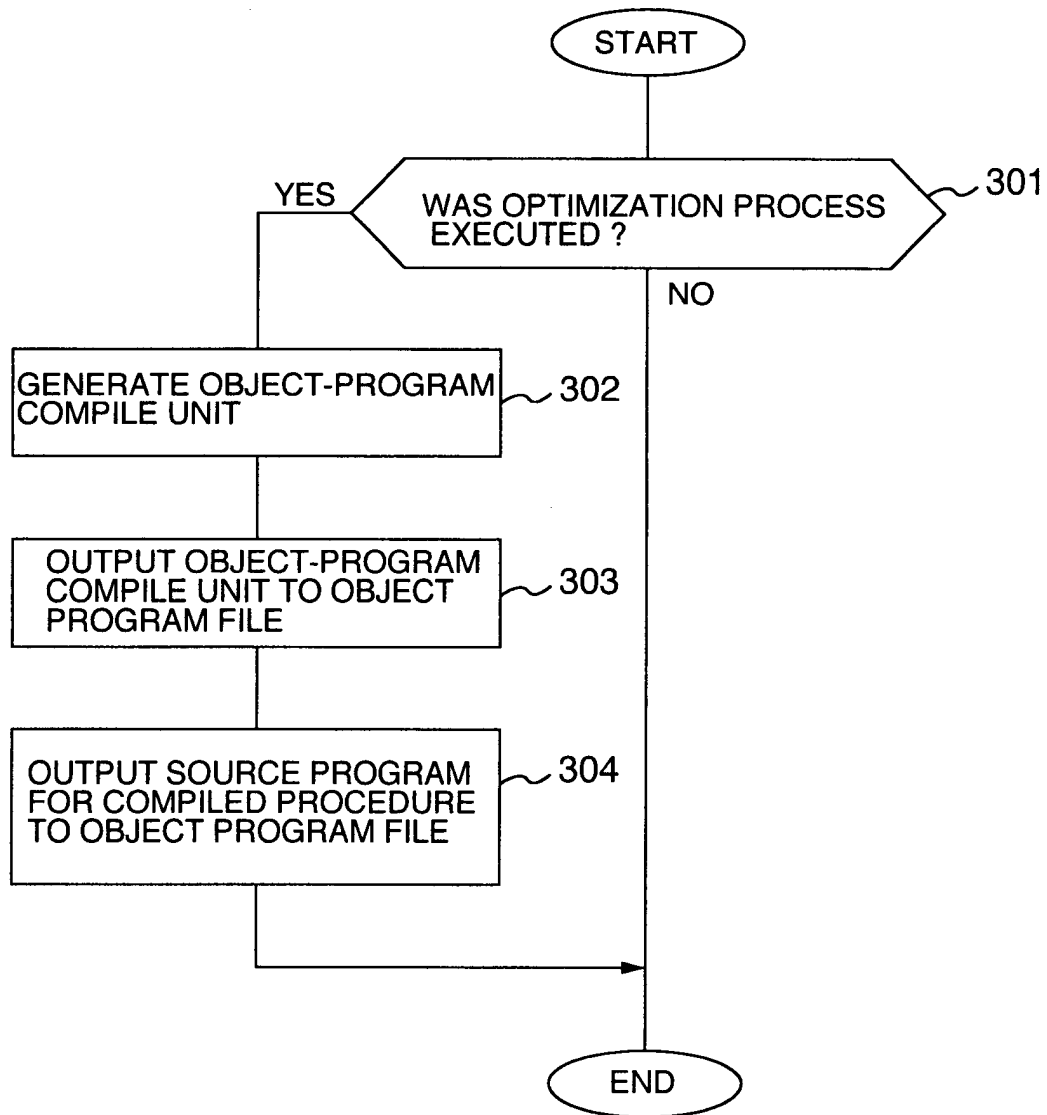 START
301
YES
WAS OPTIMIZATION PROCESS
EXECUTED ?
NO
GENERATE OBJECT-PROGRAM
COMPILE UNIT
302
OUTPUT OBJECT-PROGRAM
COMPILE UNIT TO OBJECT
PROGRAM FILE
303
OUTPUT SOURCE PROGRAM
FOR COMPILED PROCEDURE
TO OBJECT PROGRAM FILE
304
END